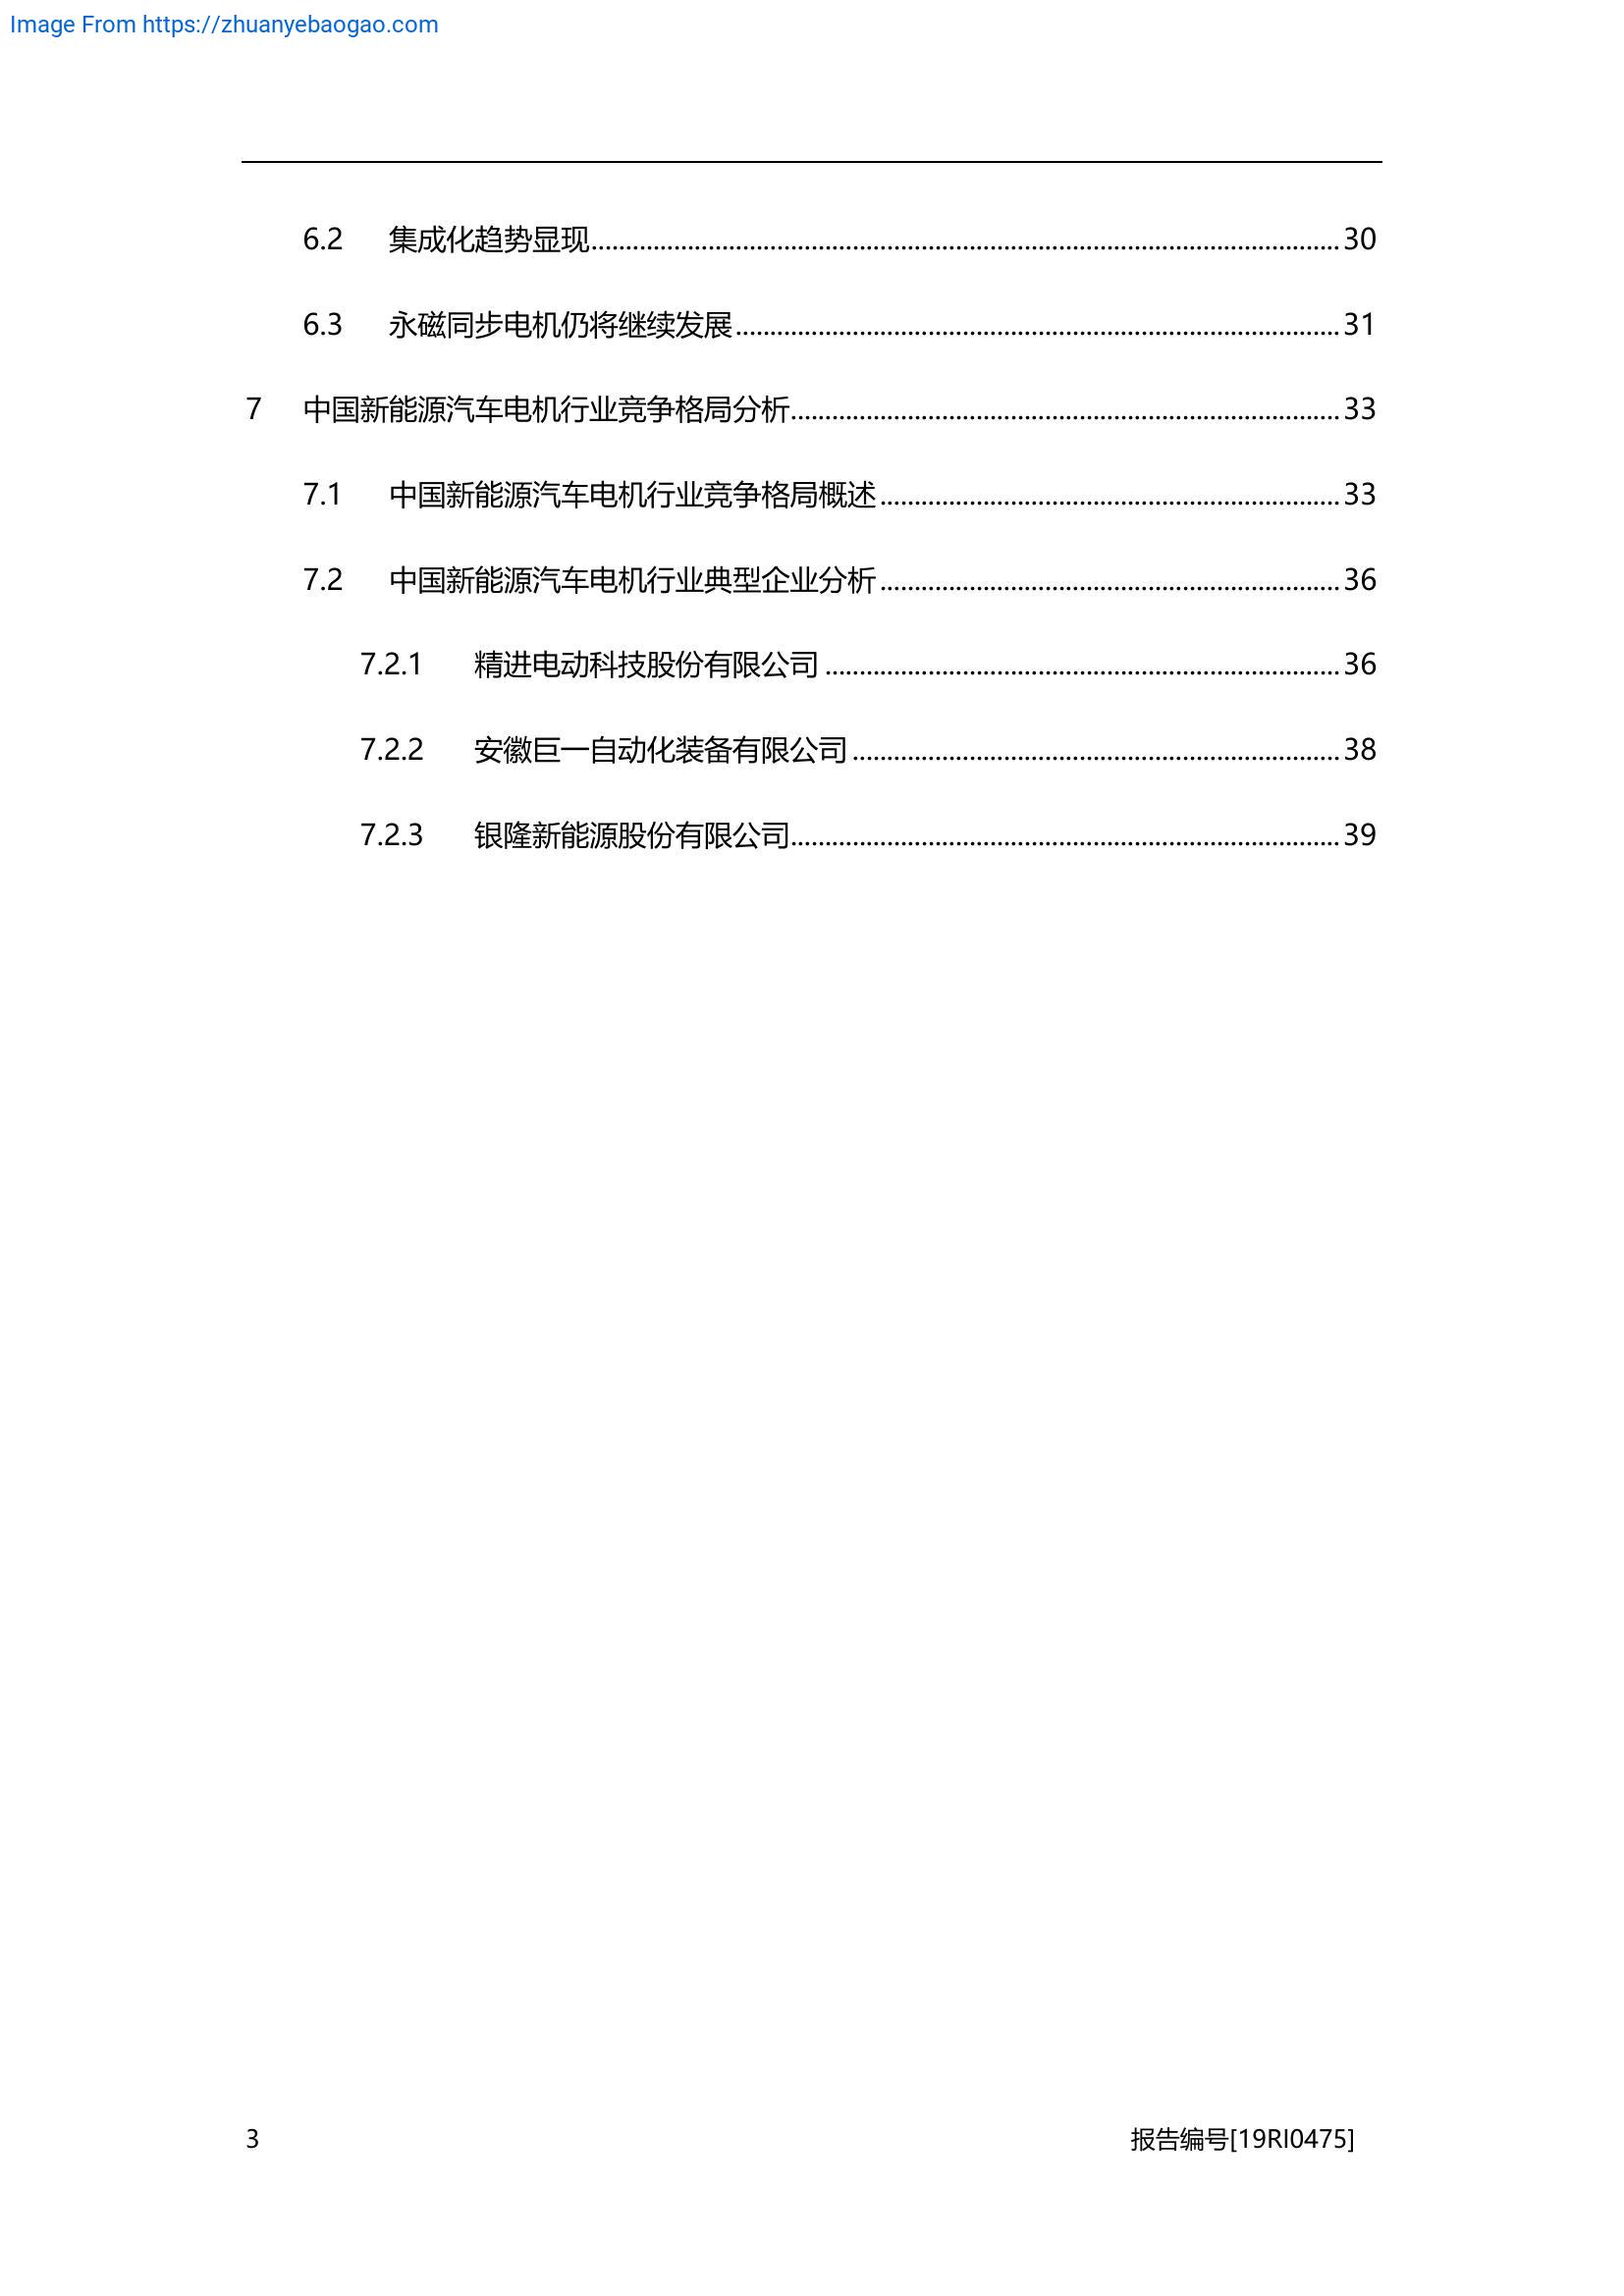 Image From https://zhuanyebaogao.com
6.2 集成化趋势显现 30
6.3 永磁同步电机仍将继续发展 31
7 中国新能源汽车电机行业竞争格局分析 33
7.1 中国新能源汽车电机行业竞争格局概述 33
7.2 中国新能源汽车电机行业典型企业分析 36
7.2.1 精进电动科技股份有限公司 36
7.2.2 安徽巨一自动化装备有限公司 38
7.2.3 银隆新能源股份有限公司 39
3 报告编号[19RI0475]